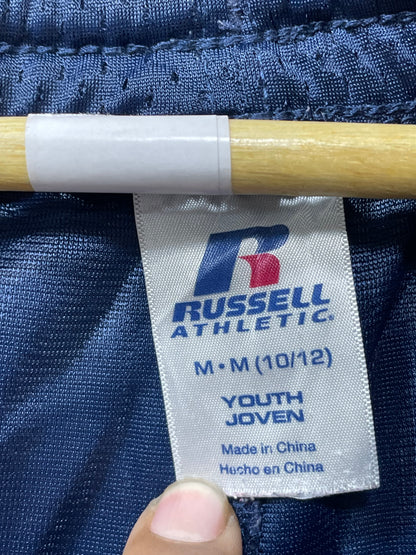 R
RUSSELL
ATHLETIC®
M • M (10/12)
YOUTH
JOVEN
Made in China
Hecho en China